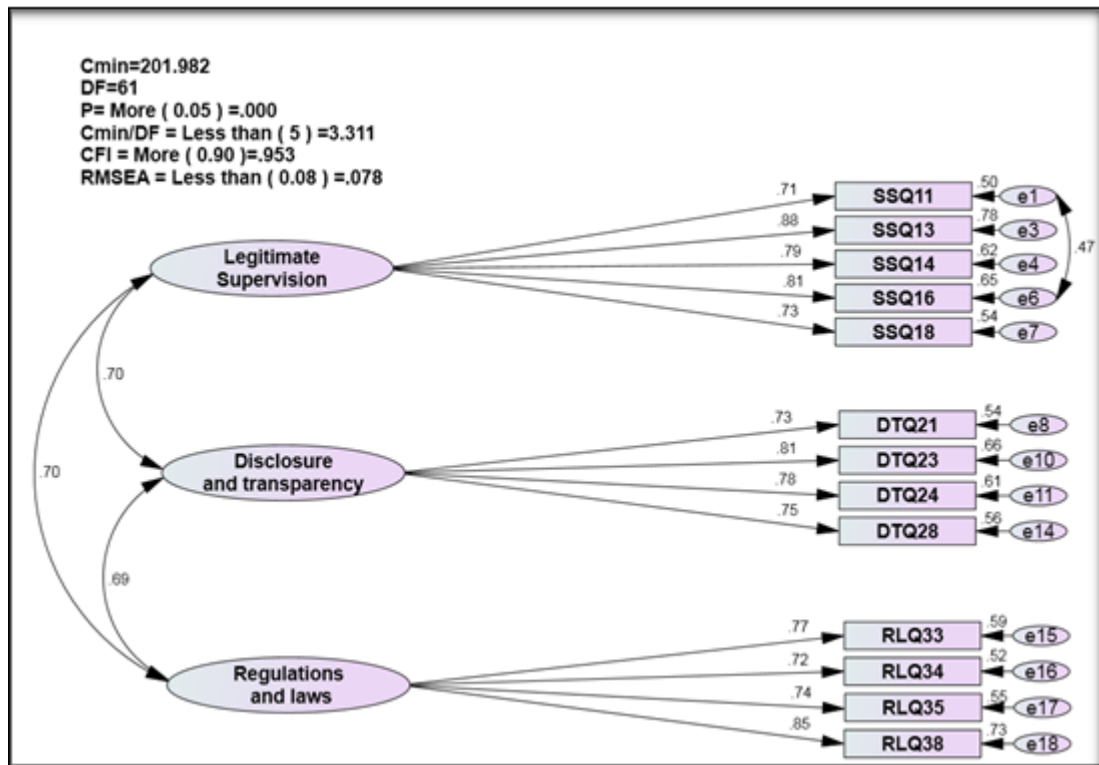 Cmin=201.982
DF=61
P= More ( 0.05 ) =.000
Cmin/DF = Less than ( 5 ) =3.311
CFI = More ( 0.90 )=.953
RMSEA = Less than ( 0.08 ) =.078
Legitimate
Supervision
.71
SSQ11
.50
e1
.88
SSQ13
.78
e3
.79
SSQ14
.62
e4
.81
SSQ16
.65
e6
.73
SSQ18
.54
e7
.47
.70
.70
Disclosure
and transparency
.73
DTQ21
.54
e8
.81
DTQ23
.66
e10
.78
DTQ24
.61
e11
.75
DTQ28
.56
e14
.69
Regulations
and laws
.77
RLQ33
.59
e15
.72
RLQ34
.52
e16
.74
RLQ35
.55
e17
.85
RLQ38
.73
e18